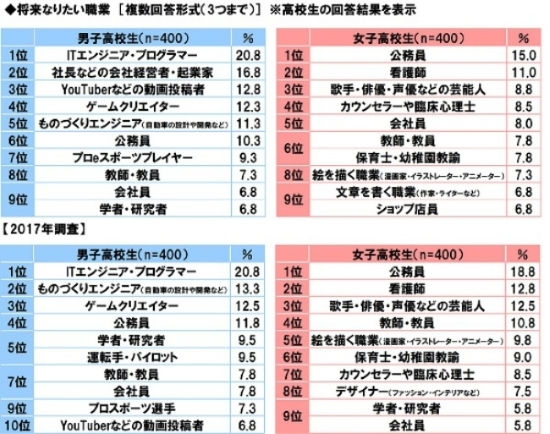 ◆将来なりたい職業 [複数回答形式(3つまで)] ※高校生の回答結果を表示
男子高校生(n=400) %
1位 ITエンジニア・プログラマー 20.8
2位 社長などの会社経営者・起業家 16.8
3位 YouTuberなどの動画投稿者 12.8
4位 ゲームクリエイター 12.3
5位 ものづくりエンジニア(自動車の設計や開発など) 11.3
6位 公務員 10.3
7位 プロeスポーツプレイヤー 9.3
8位 教師・教員 7.3
9位 会社員 6.8
学者・研究者 6.8
女子高校生(n=400) %
1位 公務員 15.0
2位 看護師 11.0
3位 歌手・俳優・声優などの芸能人 8.8
4位 カウンセラーや臨床心理士 8.5
5位 会社員 8.0
6位 教師・教員 7.8
保育士・幼稚園教諭 7.8
8位 絵を描く職業(漫画家・イラストレーター・アニメーター) 7.3
9位 文章を書く職業(作家・ライターなど) 6.8
ショップ店員 6.8
【2017年調査】
男子高校生(n=400) %
1位 ITエンジニア・プログラマー 20.8
2位 ものづくりエンジニア(自動車の設計や開発など) 13.3
3位 ゲームクリエイター 12.5
4位 公務員 11.8
5位 学者・研究者 9.5
運転手・パイロット 9.5
7位 教師・教員 7.8
会社員 7.8
9位 プロスポーツ選手 7.3
10位 YouTuberなどの動画投稿者 6.8
女子高校生(n=400) %
1位 公務員 18.8
2位 看護師 12.8
3位 歌手・俳優・声優などの芸能人 12.5
4位 教師・教員 10.8
5位 絵を描く職業(漫画家・イラストレーター・アニメーター) 9.8
6位 保育士・幼稚園教諭 9.0
7位 カウンセラーや臨床心理士 8.5
8位 デザイナー(ファッション・インテリアなど) 7.5
9位 学者・研究者 5.8
会社員 5.8